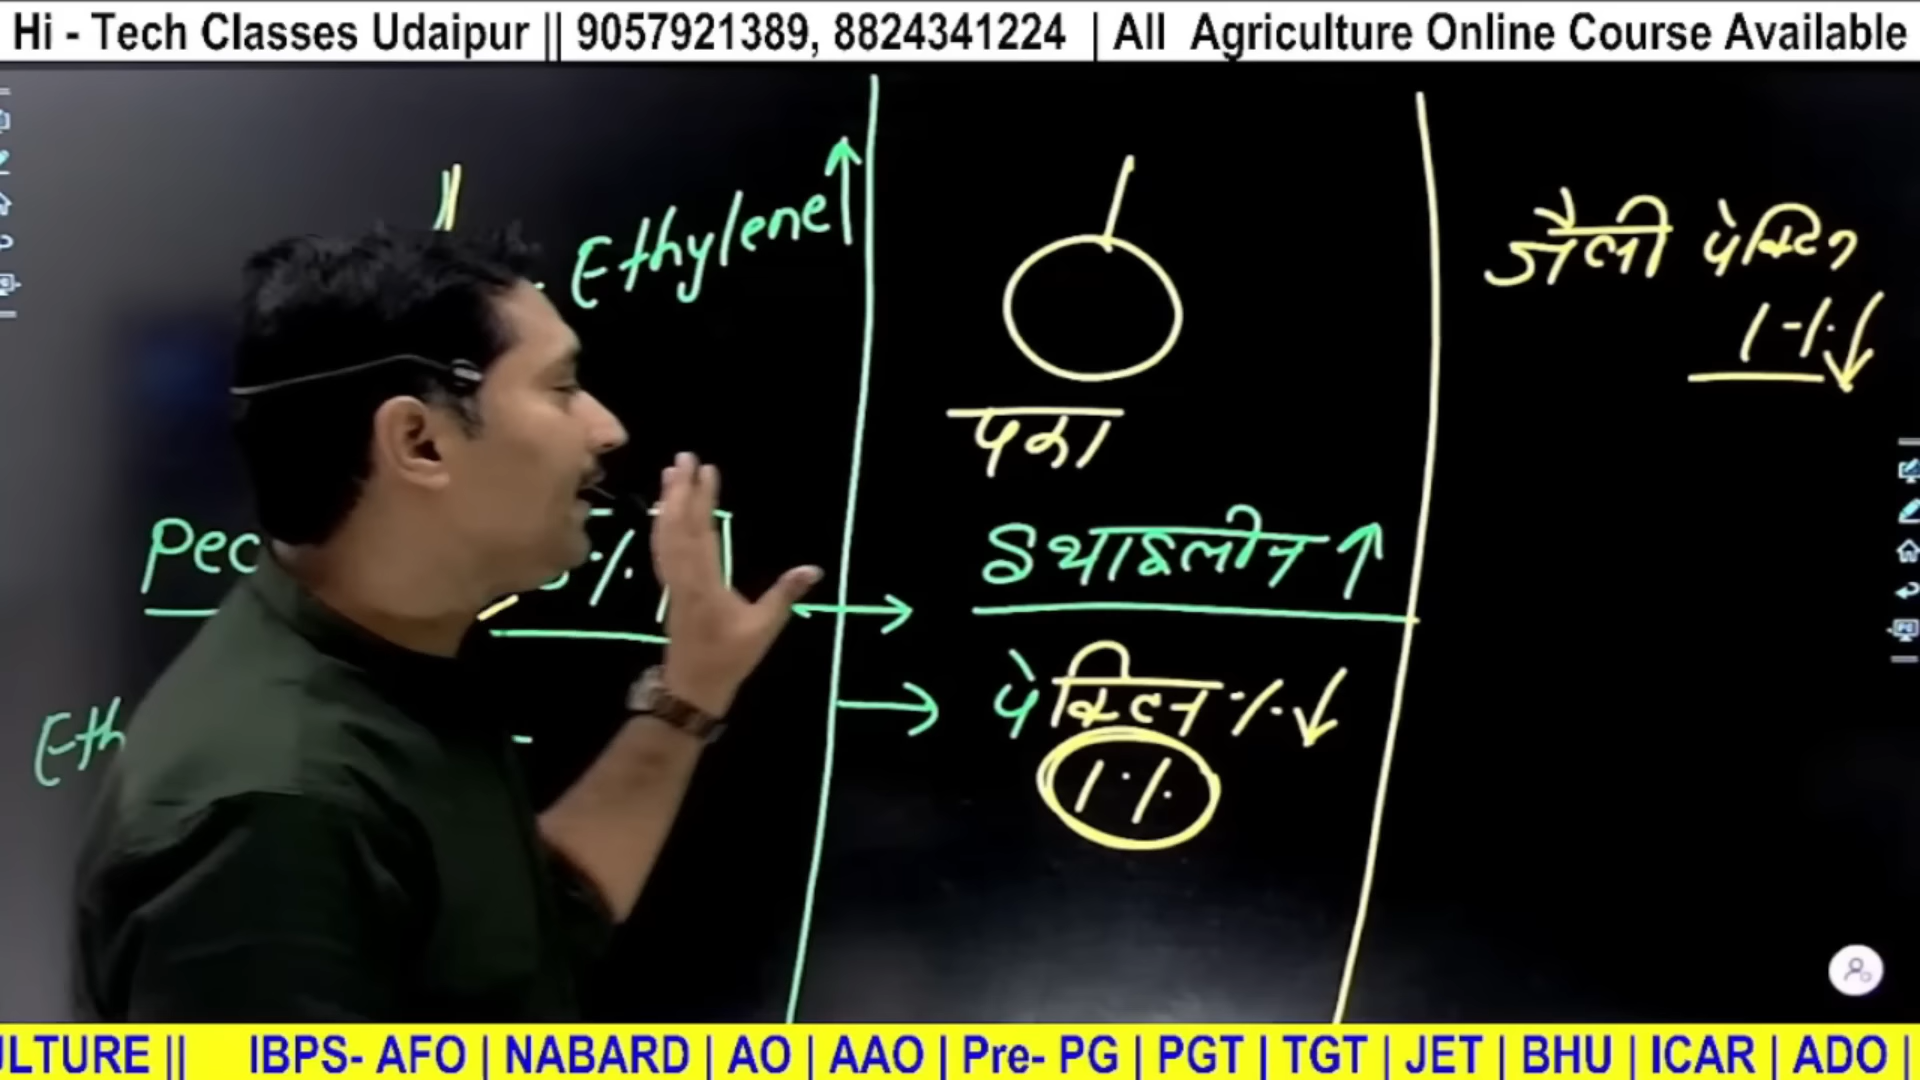 Hi - Tech Classes Udaipur || 9057921389, 8824341224 | All Agriculture Online Course Available
Ethylene ↑
पका
Pec
%
इथाइलीन ↑
पेक्टिन % ↓
1%
Eth
जैली पेक्टिन
1% ↓
ULTURE || IBPS- AFO | NABARD | AO | AAO | Pre- PG | PGT | TGT | JET | BHU | ICAR | ADO |